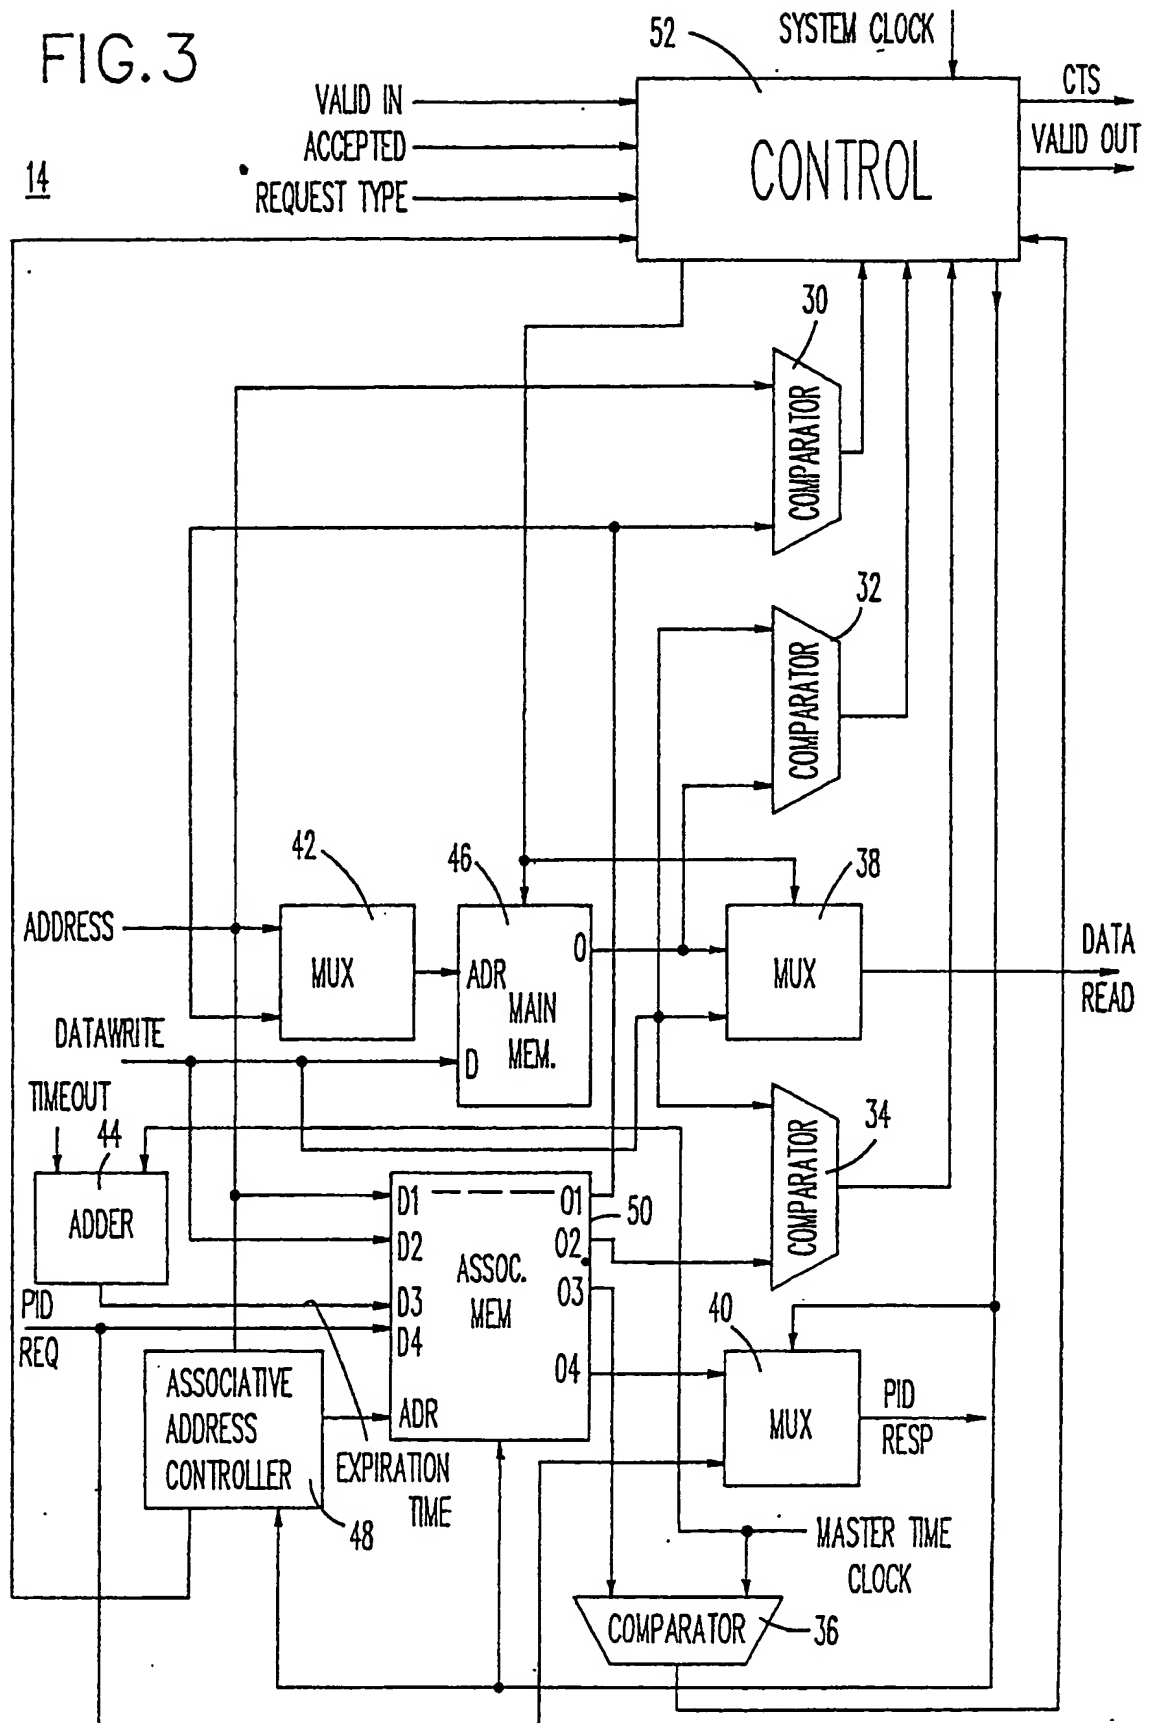 FIG. 3
52
SYSTEM CLOCK
VALID IN
CTS
ACCEPTED
VALID OUT
14
CONTROL
REQUEST TYPE
30
COMPARATOR
32
COMPARATOR
42
46
38
ADDRESS
MUX
ADR
O
MAIN
MEM.
MUX
DATA
READ
DATAWRITE
D
TIMEOUT
44
34
ADDER
COMPARATOR
D1
O1
50
D2
O2
ASSOC.
MEM
D3
O3
PID
REQ
D4
O4
40
ASSOCIATIVE
ADDRESS
CONTROLLER
ADR
MUX
PID
RESP
EXPIRATION
TIME
48
MASTER TIME
CLOCK
COMPARATOR
36